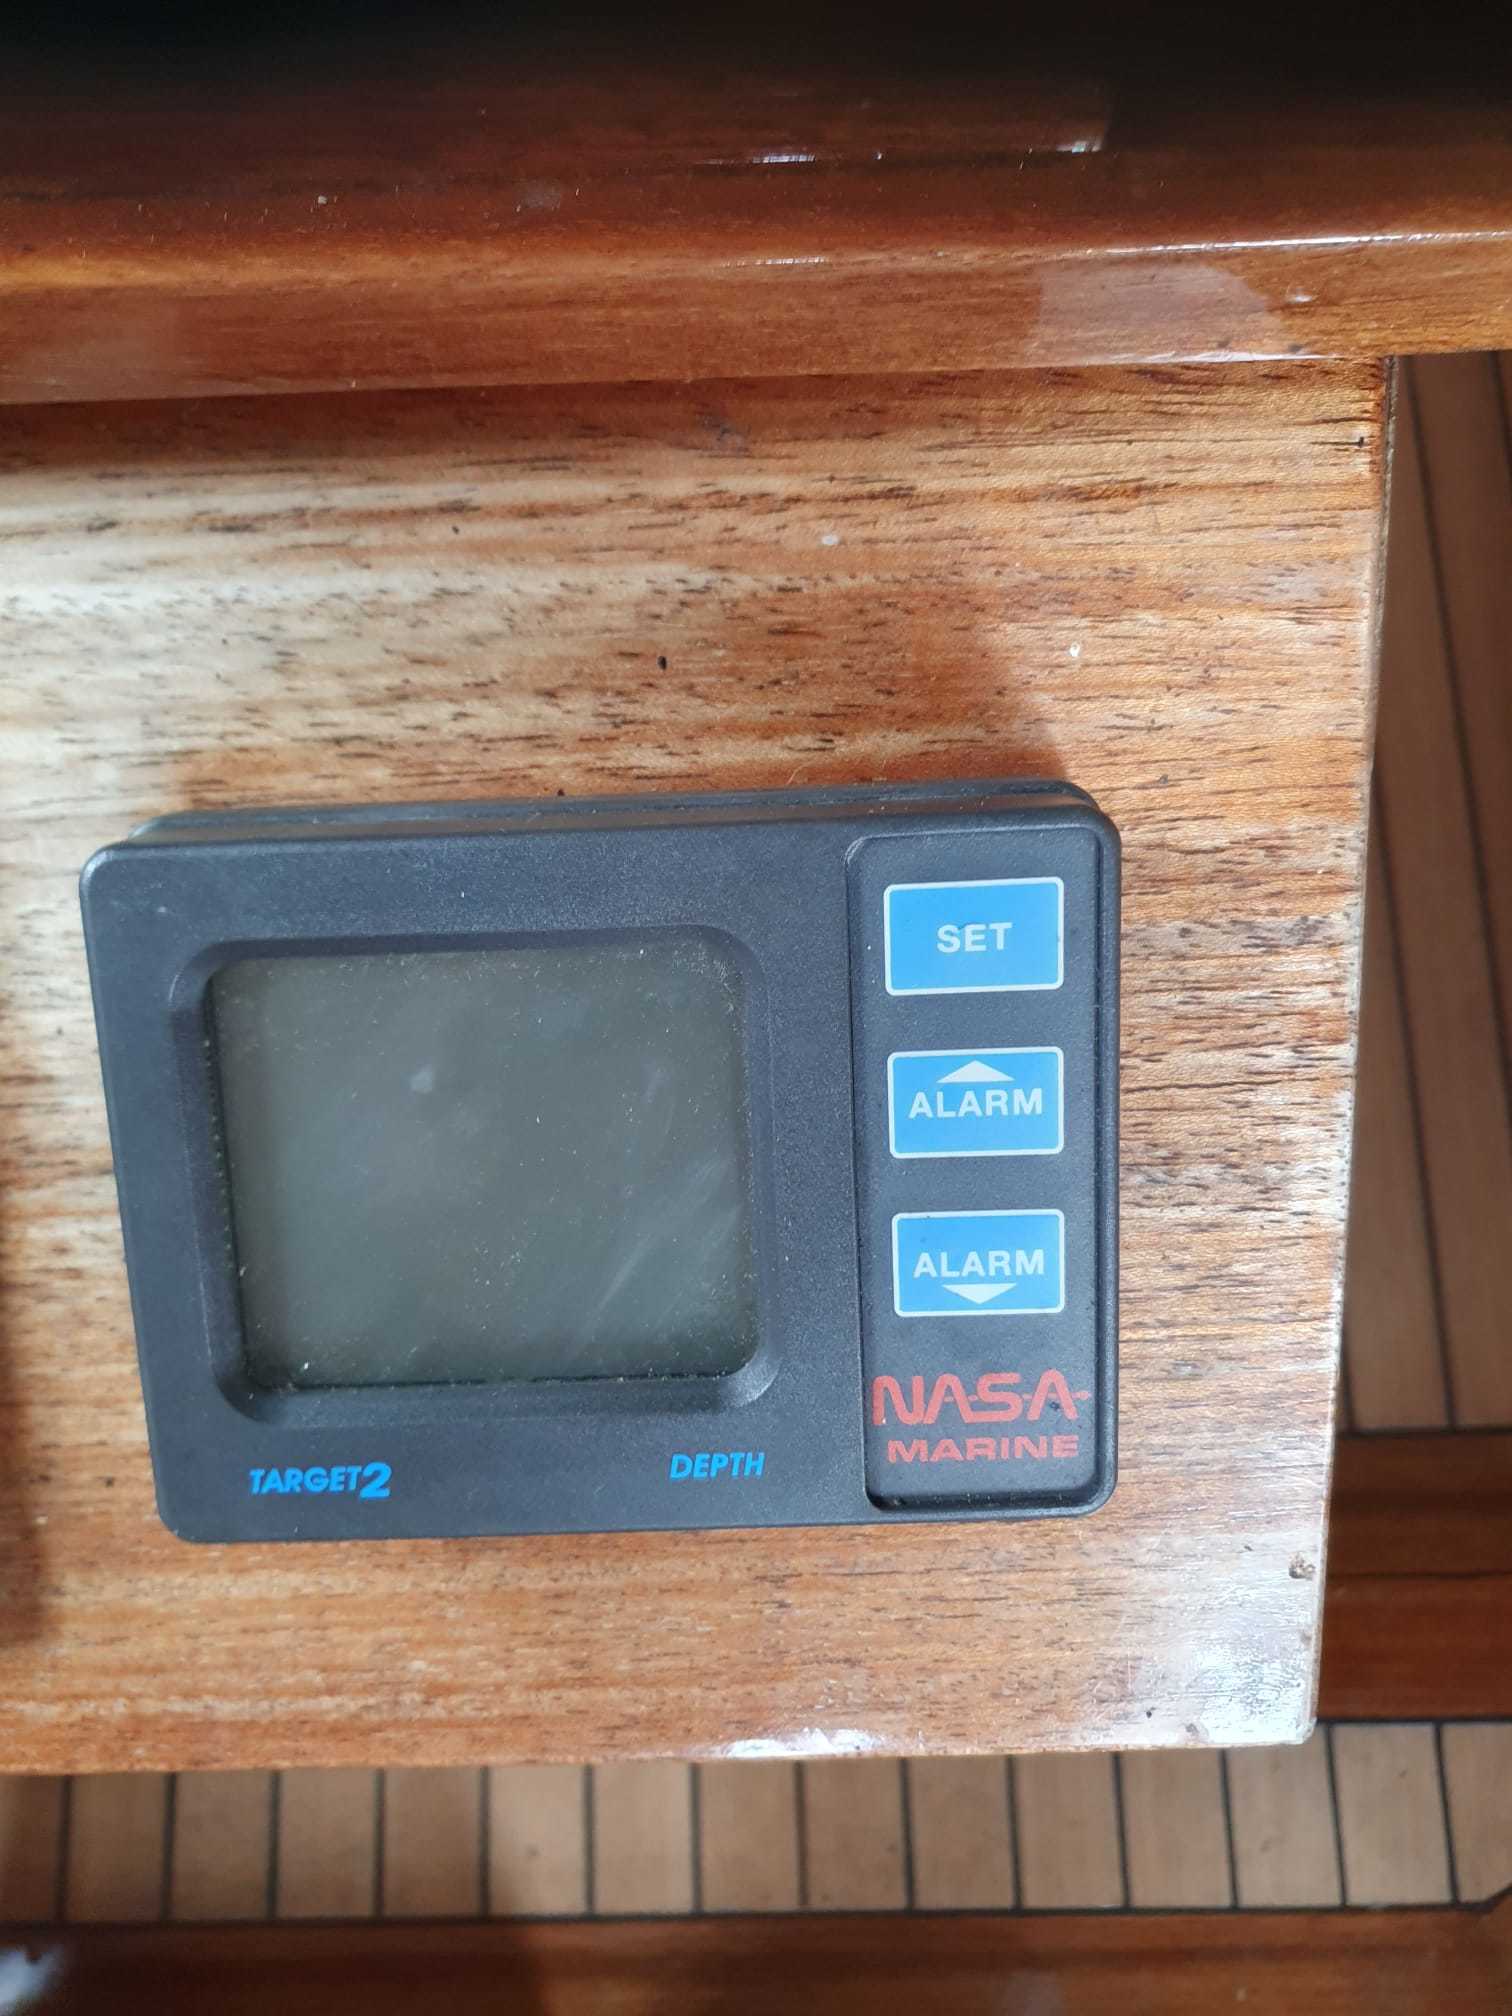 SET
ALARM
ALARM
NASA
MARINE
TARGET2
DEPTH